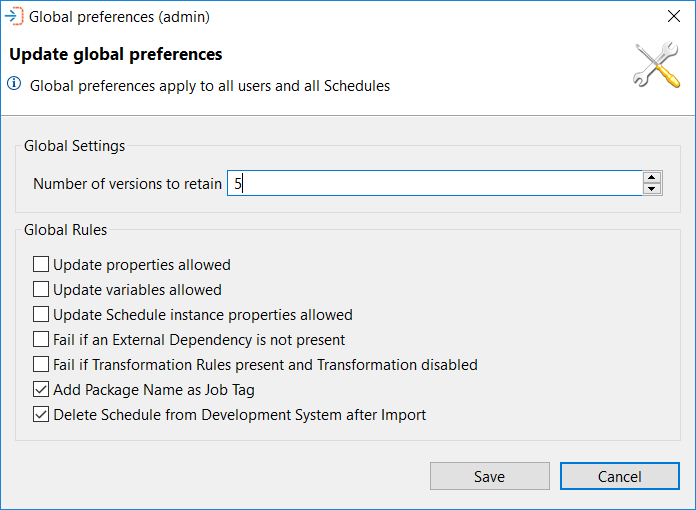 Global preferences (admin)
Update global preferences
Global preferences apply to all users and all Schedules
Global Settings
Number of versions to retain 5
Global Rules
Update properties allowed
Update variables allowed
Update Schedule instance properties allowed
Fail if an External Dependency is not present
Fail if Transformation Rules present and Transformation disabled
Add Package Name as Job Tag
Delete Schedule from Development System after Import
Save Cancel